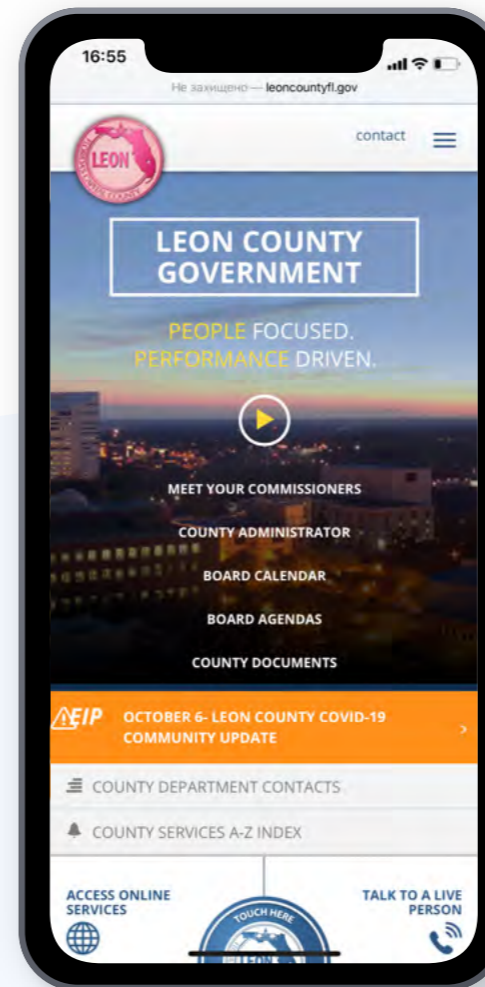 16:55
Не захищено — leoncountyfl.gov
LEON
contact
LEON COUNTY
GOVERNMENT
PEOPLE FOCUSED.
PERFORMANCE DRIVEN.
MEET YOUR COMMISSIONERS
COUNTY ADMINISTRATOR
BOARD CALENDAR
BOARD AGENDAS
COUNTY DOCUMENTS
EIP
OCTOBER 6- LEON COUNTY COVID-19
COMMUNITY UPDATE
COUNTY DEPARTMENT CONTACTS
COUNTY SERVICES A-Z INDEX
ACCESS ONLINE
SERVICES
TOUCH HERE
LEON
TALK TO A LIVE
PERSON